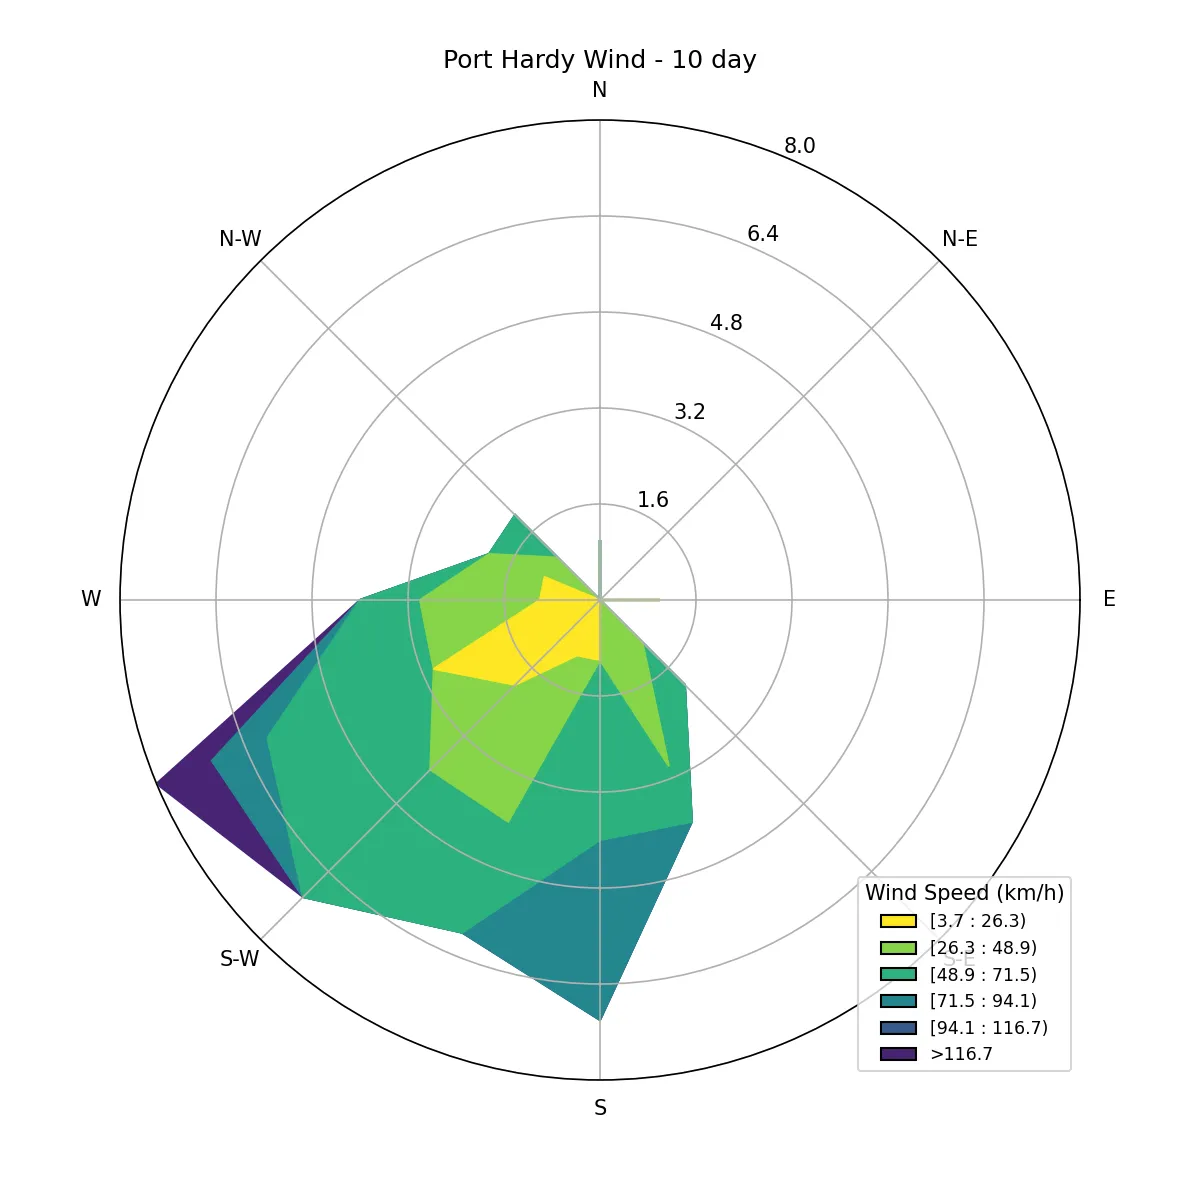 Port Hardy Wind - 10 day
N
8.0
N-W
6.4
N-E
4.8
3.2
1.6
W
E
S-W
S-E
S
Wind Speed (km/h)
[3.7 : 26.3)
[26.3 : 48.9)
[48.9 : 71.5)
[71.5 : 94.1)
[94.1 : 116.7)
>116.7